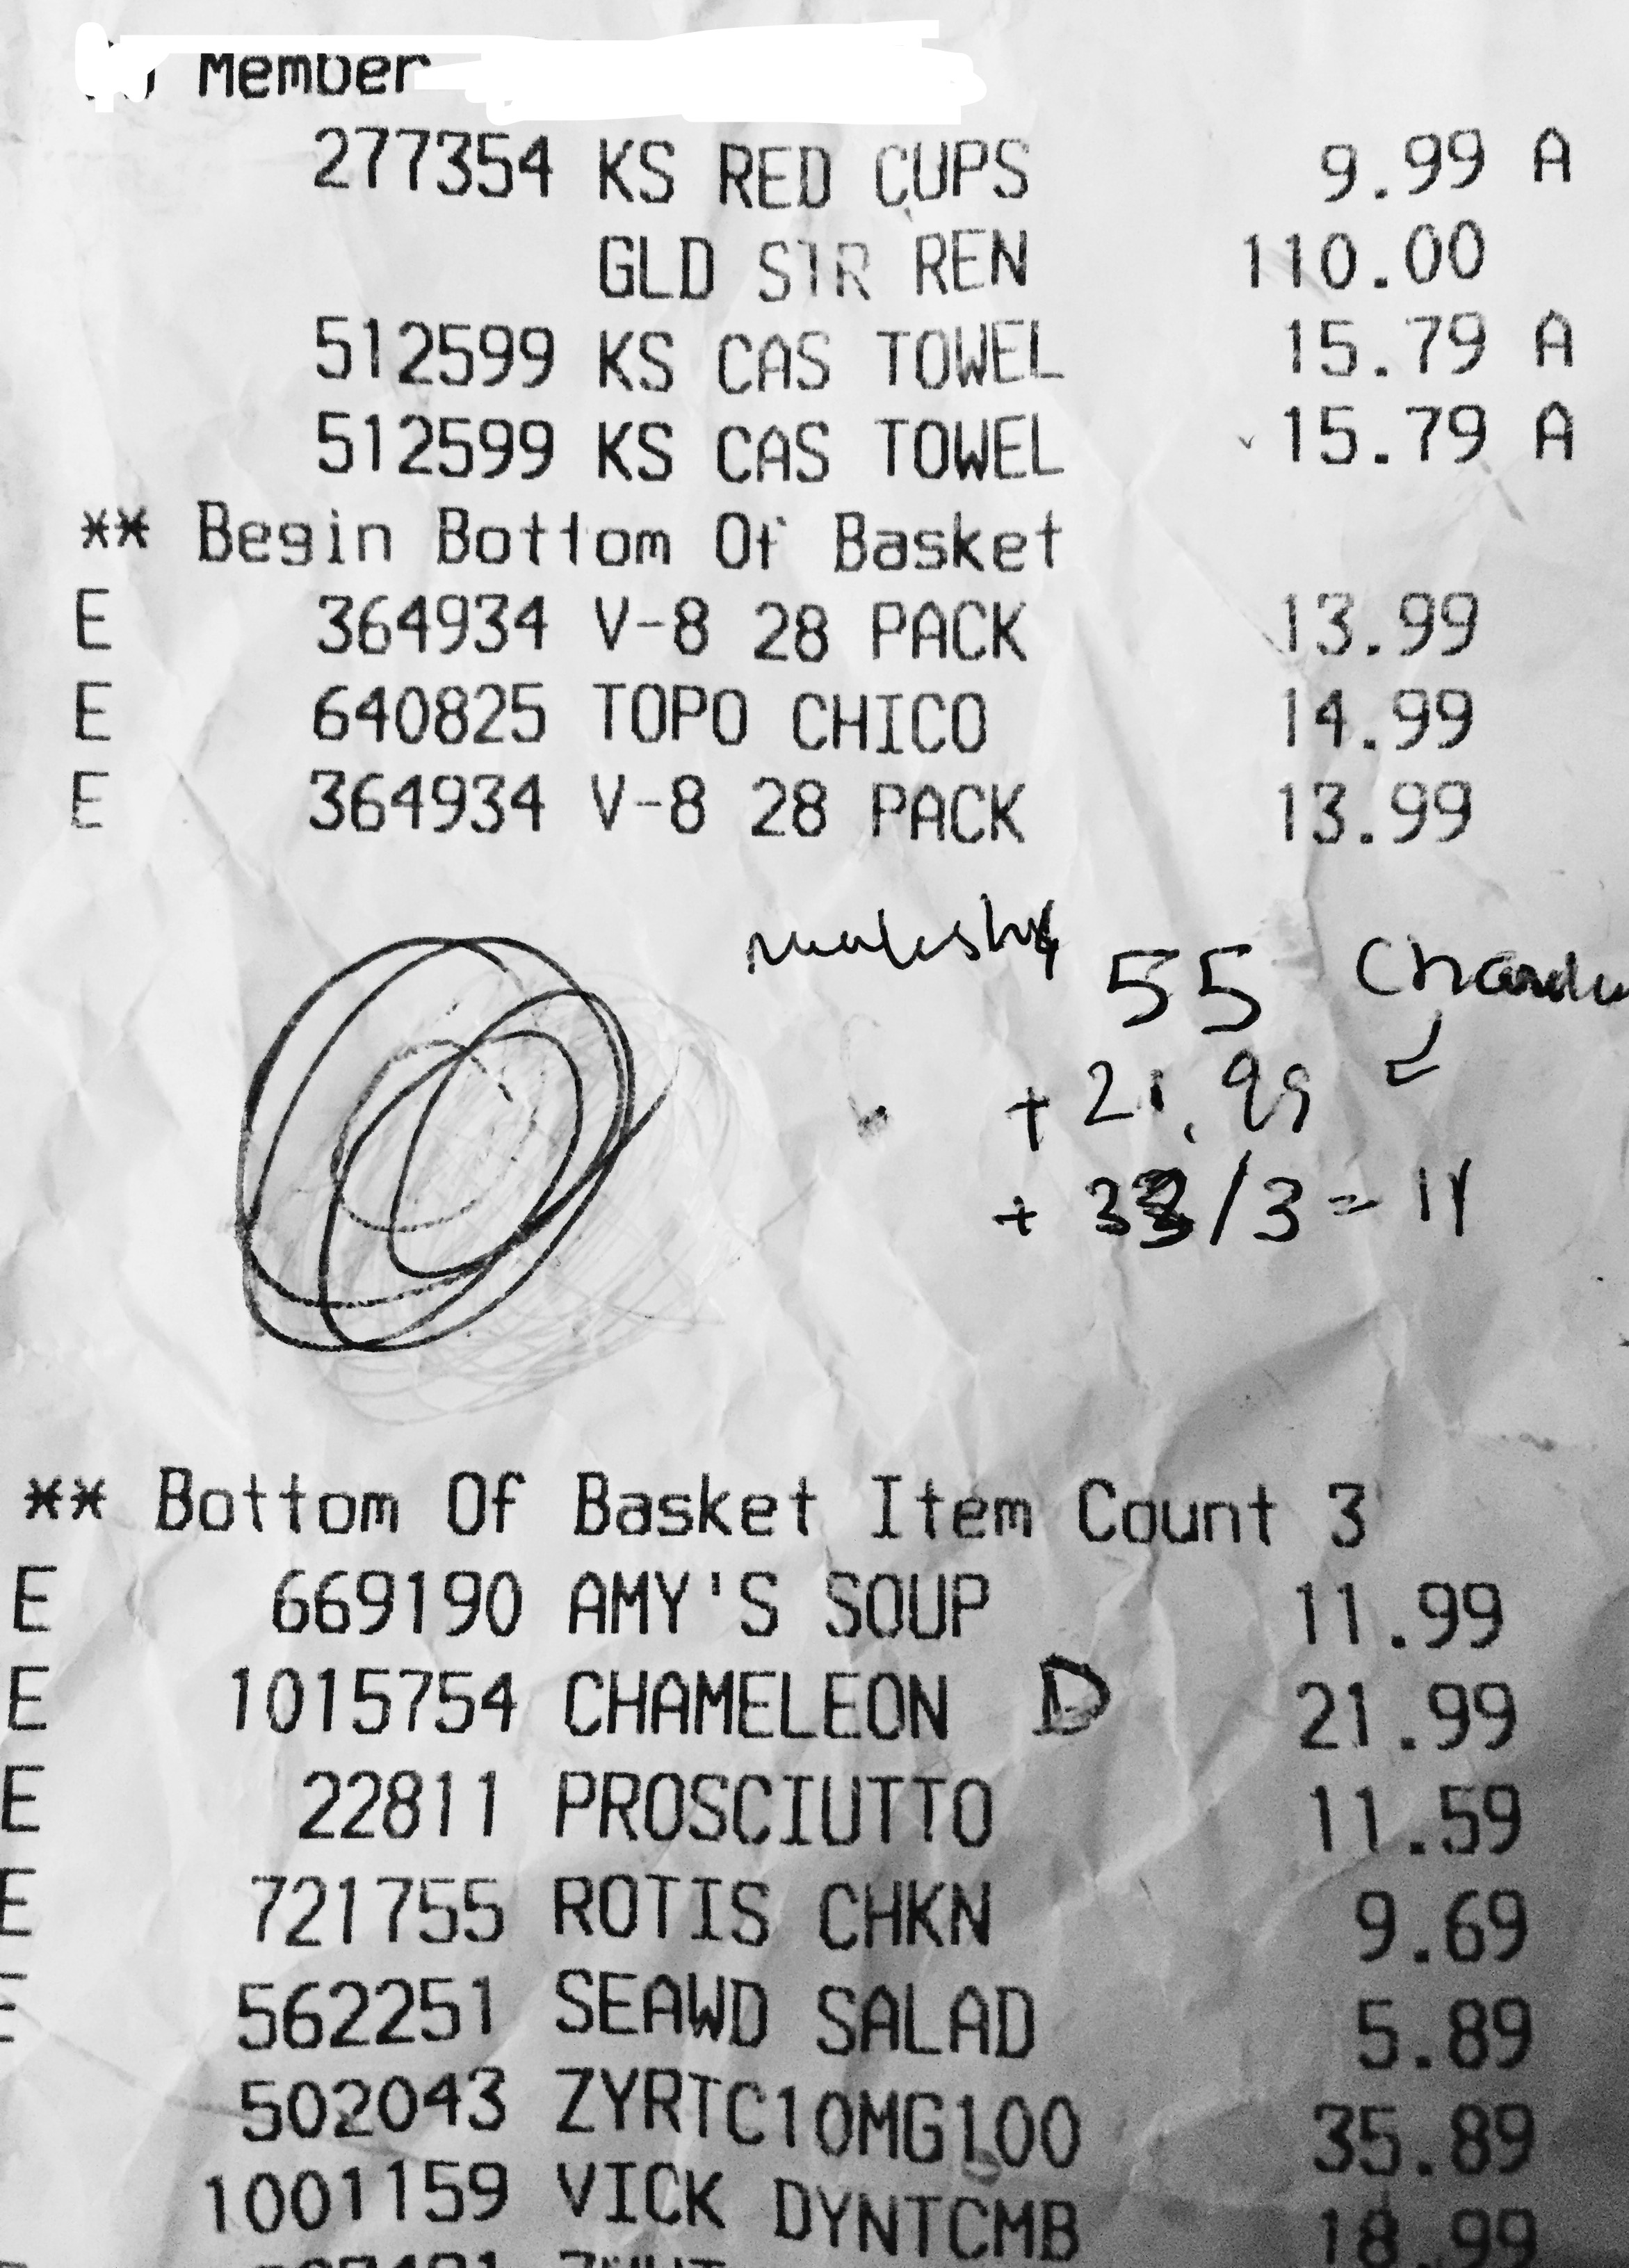 Member
277354 KS RED CUPS 9.99 A
GLD STR REN 110.00
512599 KS CAS TOWEL 15.79 A
512599 KS CAS TOWEL 15.79 A
** Begin Bottom Of Basket
E 364934 V-8 28 PACK 13.99
E 640825 TOPO CHICO 14.99
E 364934 V-8 28 PACK 13.99
55
+ 21.99
+ 33/3 = 11
** Bottom Of Basket Item Count 3
E 669190 AMY'S SOUP 11.99
E 1015754 CHAMELEON D 21.99
E 22811 PROSCIUTTO 11.59
E 721755 ROTIS CHKN 9.69
E 562251 SEAWD SALAD 5.89
502043 ZYRTC10MG100 35.89
1001159 VICK DYNTCMB 18.99